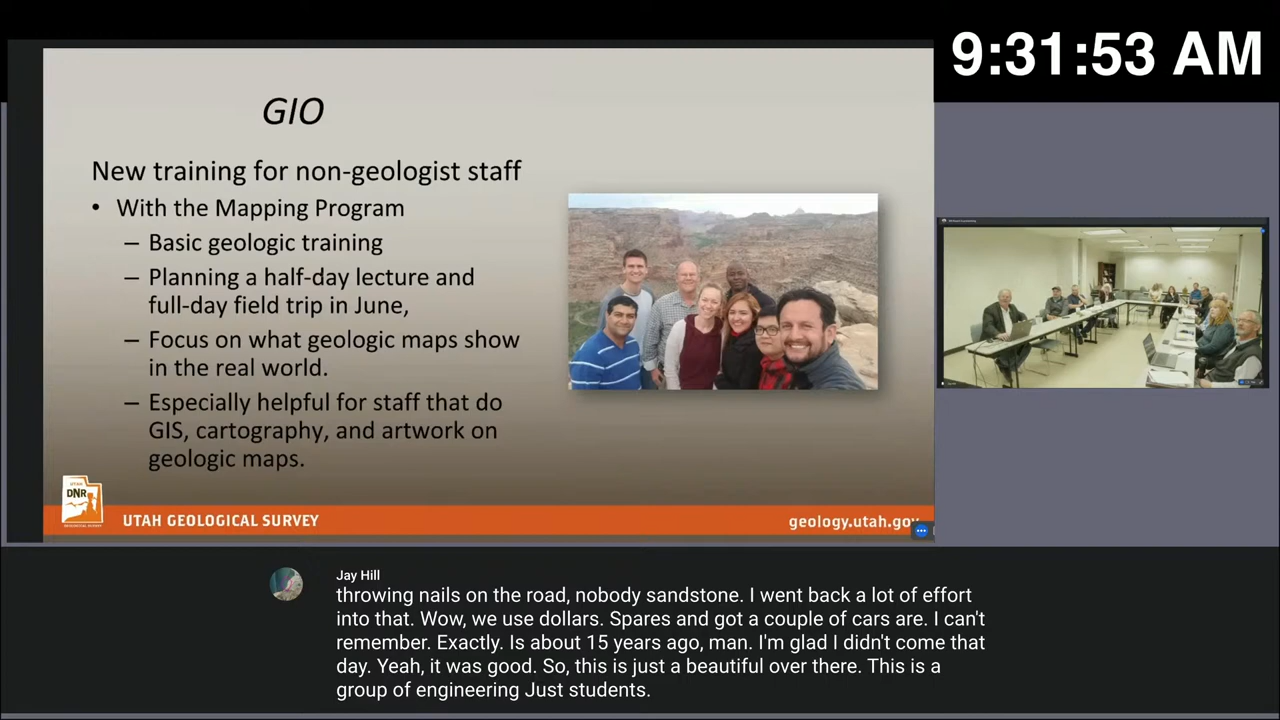 9:31:53 AM
GIO
New training for non-geologist staff
• With the Mapping Program
– Basic geologic training
– Planning a half-day lecture and
full-day field trip in June,
– Focus on what geologic maps show
in the real world.
– Especially helpful for staff that do
GIS, cartography, and artwork on
geologic maps.
UTAH
DNR
UTAH GEOLOGICAL SURVEY
geology.utah.gov
Jay Hill
throwing nails on the road, nobody sandstone. I went back a lot of effort
into that. Wow, we use dollars. Spares and got a couple of cars are. I can't
remember. Exactly. Is about 15 years ago, man. I'm glad I didn't come that
day. Yeah, it was good. So, this is just a beautiful over there. This is a
group of engineering Just students.